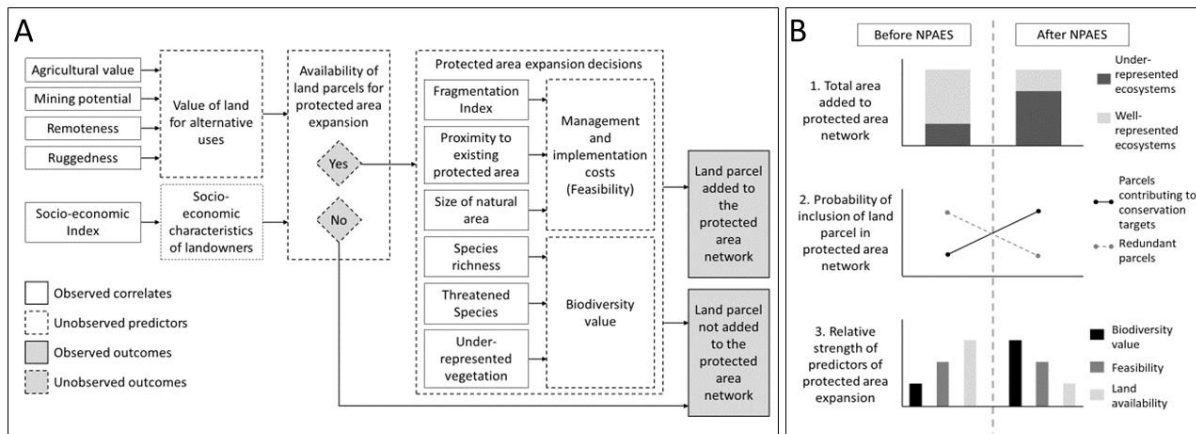 A
Agricultural value
Mining potential
Remoteness
Ruggedness
Socio-economic
Index
Value of land
for alternative
uses
Socio-
economic
characteristics
of landowners
Availability of
land parcels for
protected area
expansion
Yes
No
Protected area expansion decisions
Fragmentation
Index
Proximity to
existing
protected area
Size of natural
area
Species
richness
Threatened
Species
Under-
represented
vegetation
Management
and
implementation
costs
(Feasibility)
Biodiversity
value
Land parcel
added to
the
protected
area
network
Land parcel
not added
to the
protected
area
network
Observed correlates
Unobserved predictors
Observed outcomes
Unobserved outcomes
B
Before NPAES
After NPAES
1. Total area
added to
protected area
network
Under-
represented
ecosystems
Well-
represented
ecosystems
2. Probability of
inclusion of land
parcel in
protected area
network
Parcels
contributing to
conservation
targets
Redundant
parcels
3. Relative
strength of
predictors of
protected area
expansion
Biodiversity
value
Feasibility
Land
availability